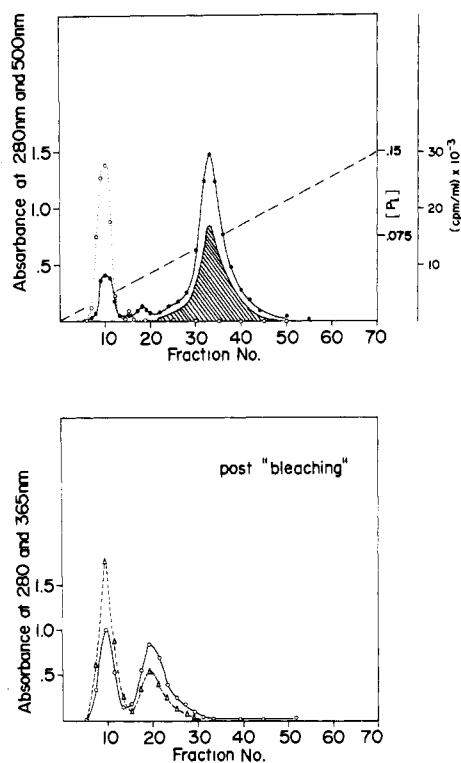 Absorbance at 280nm and 500nm
1.5
1.0
.5
10 20 30 40 50 60 70
Fraction No.
.15
.075
[Pi]
30
20
10
(cpm/ml) x 10-3
post "bleaching"
Absorbance at 280 and 365nm
1.5
1.0
.5
10 20 30 40 50 60 70
Fraction No.